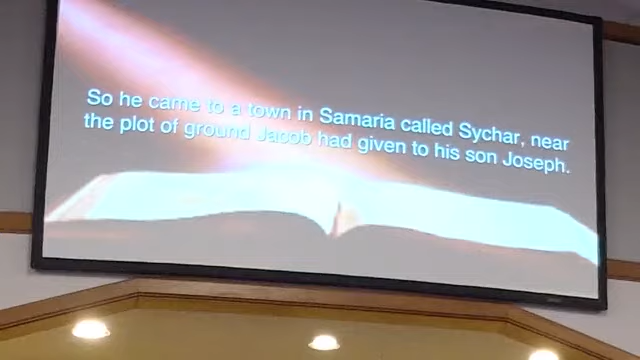 So he came to a town in Samaria called Sychar, near
the plot of ground Jacob had given to his son Joseph.